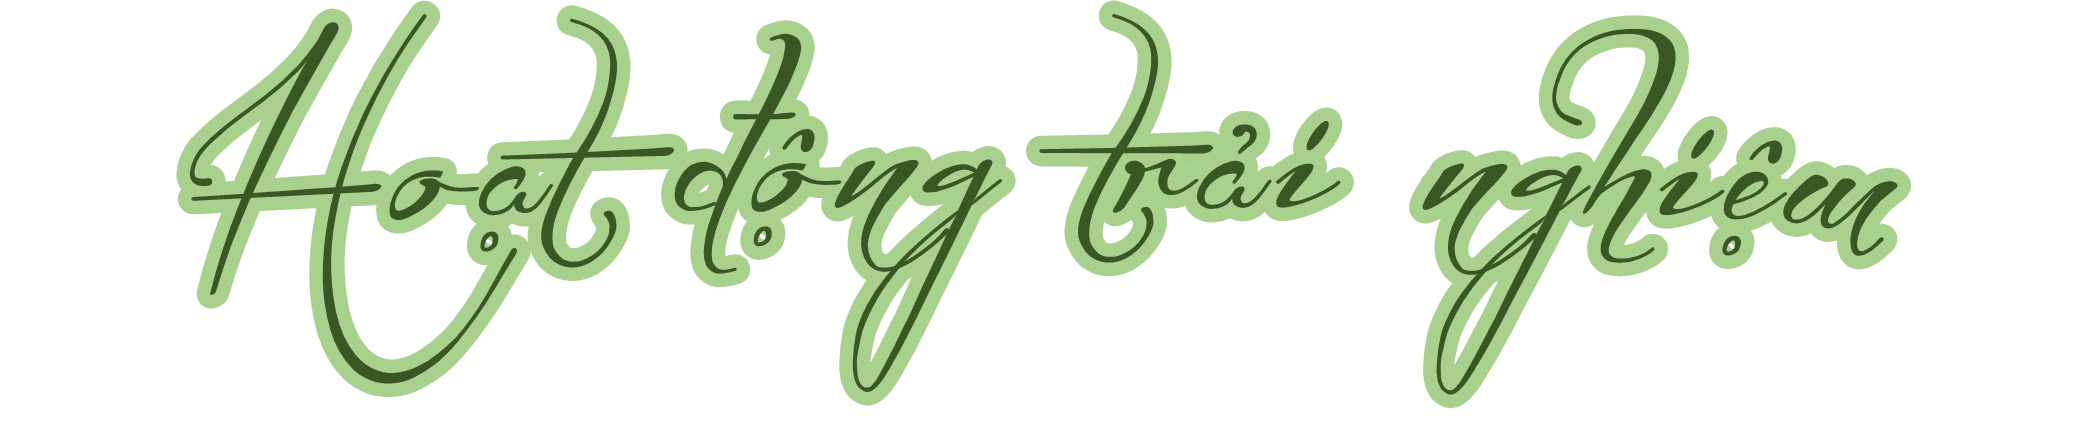 Hoạt động trải nghiệm